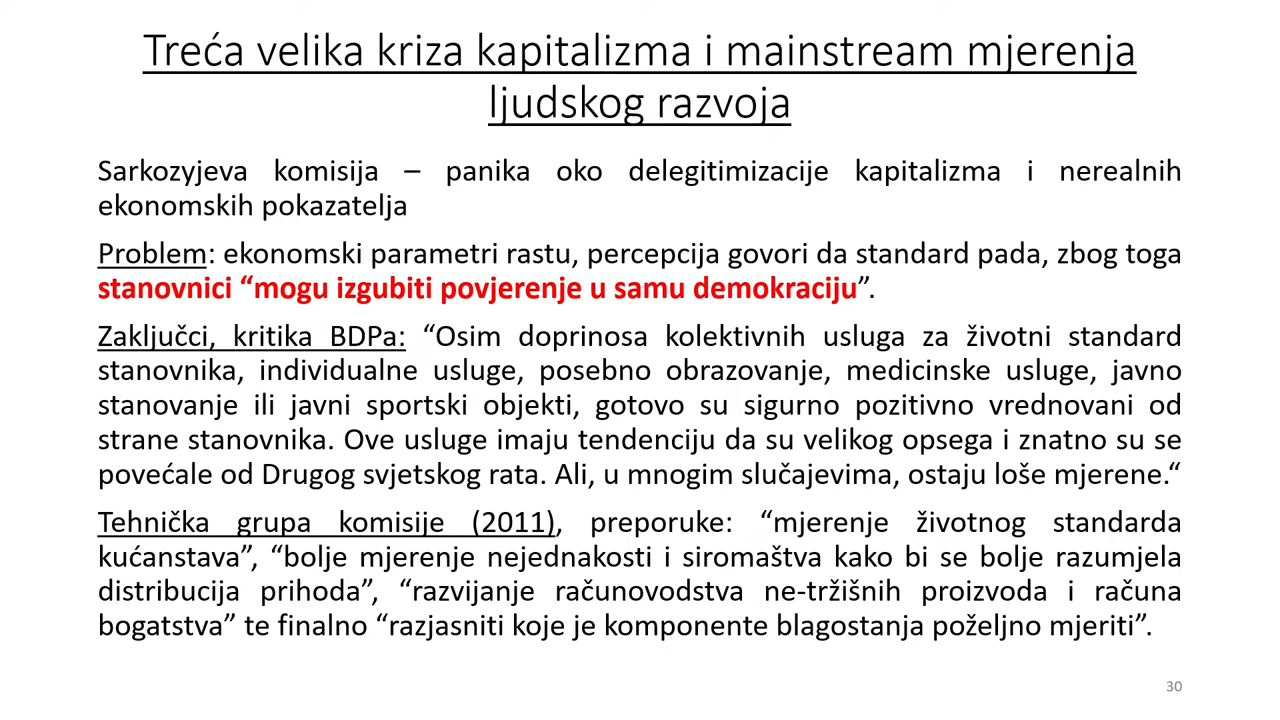 Treća velika kriza kapitalizma i mainstream mjerenja
ljudskog razvoja
Sarkozyjeva komisija – panika oko delegitimizacije kapitalizma i nerealnih
ekonomskih pokazatelja
Problem: ekonomski parametri rastu, percepcija govori da standard pada, zbog toga
stanovnici “mogu izgubiti povjerenje u samu demokraciju”.
Zaključci, kritika BDPa: “Osim doprinosa kolektivnih usluga za životni standard
stanovnika, individualne usluge, posebno obrazovanje, medicinske usluge, javno
stanovanje ili javni sportski objekti, gotovo su sigurno pozitivno vrednovani od
strane stanovnika. Ove usluge imaju tendenciju da su velikog opsega i znatno su se
povećale od Drugog svjetskog rata. Ali, u mnogim slučajevima, ostaju loše mjerene.“
Tehnička grupa komisije (2011), preporuke: “mjerenje životnog standarda
kućanstava”, “bolje mjerenje nejednakosti i siromaštva kako bi se bolje razumjela
distribucija prihoda”, “razvijanje računovodstva ne-tržišnih proizvoda i računa
bogatstva” te finalno “razjasniti koje je komponente blagostanja poželjno mjeriti”.
30